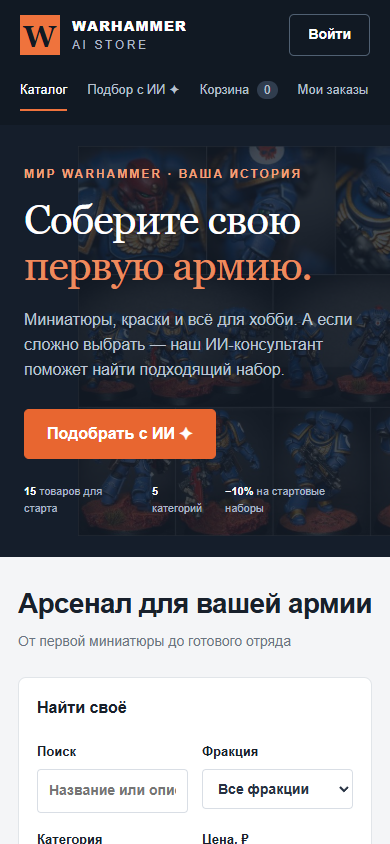 W WARHAMMER
AI STORE
Войти
Каталог Подбор с ИИ ✦ Корзина 0 Мои заказы
МИР WARHAMMER · ВАША ИСТОРИЯ
Соберите свою
первую армию.
Миниатюры, краски и всё для хобби. А если
сложно выбрать — наш ИИ-консультант
поможет найти подходящий набор.
Подобрать с ИИ ✦
15 товаров для старта
5 категорий
−10% на стартовые наборы
Арсенал для вашей армии
От первой миниатюры до готового отряда
Найти своё
Поиск Фракция
Название или опи Все фракции
Категория Цена, ₽